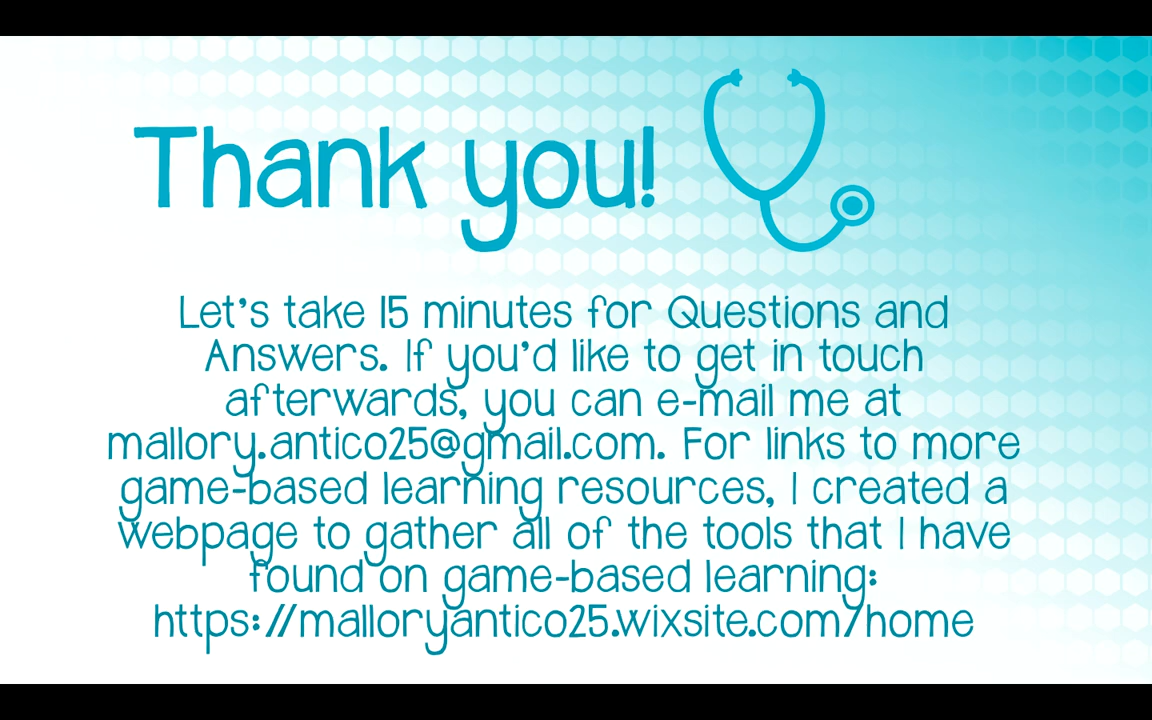 Thank you!
Let's take 15 minutes for Questions and
Answers. If you'd like to get in touch
afterwards, you can e-mail me at
mallory.antico25@gmail.com. For links to more
game-based learning resources, I created a
webpage to gather all of the tools that I have
found on game-based learning:
https://malloryantico25.wixsite.com/home